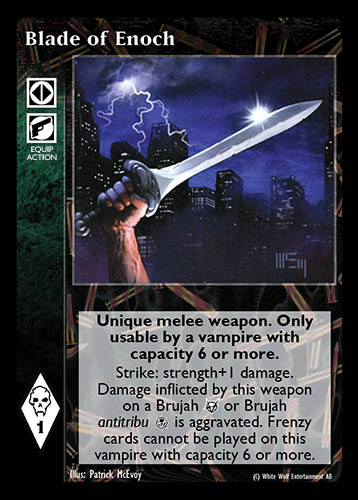 Blade of Enoch
EQUIP
ACTION
Unique melee weapon. Only
usable by a vampire with
capacity 6 or more.
Strike: strength+1 damage.
Damage inflicted by this weapon
on a Brujah or Brujah
antitribu is aggravated. Frenzy
cards cannot be played on this
vampire with capacity 6 or more.
1
Illus: Patrick McEvoy
(C) White Wolf Entertainment AB